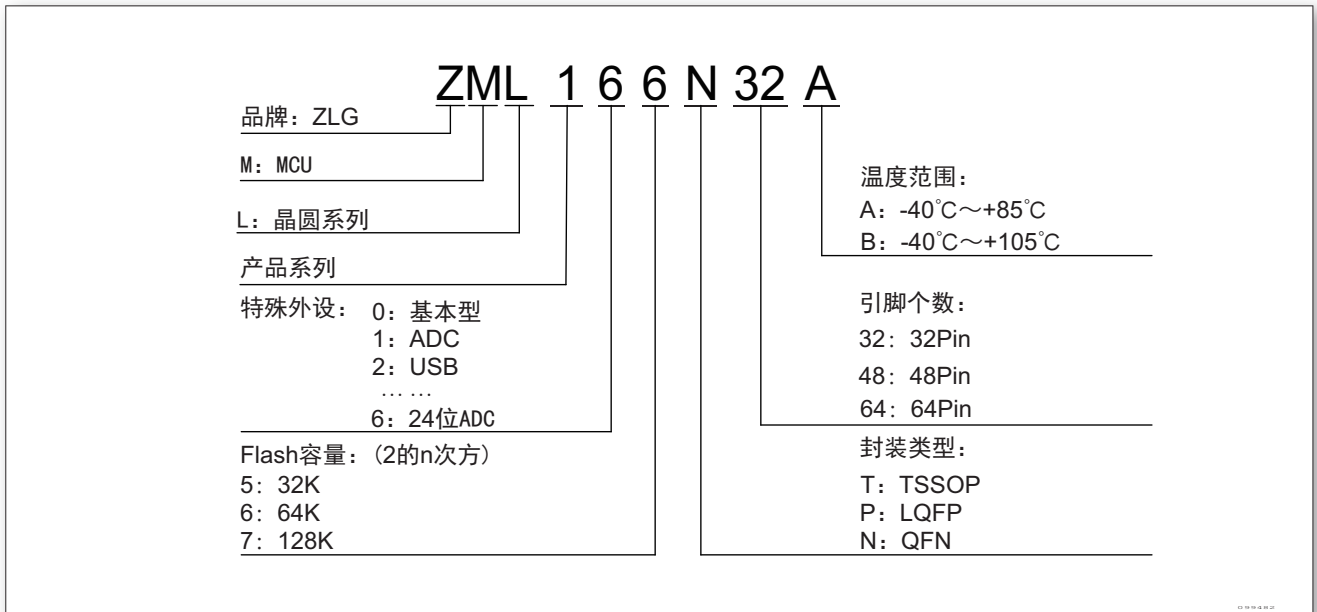 ZML 1 6 6 N 32 A
品牌：ZLG
M：MCU
L：晶圆系列
产品系列
特殊外设：
0：基本型
1：ADC
2：USB
... ...
6：24位ADC
Flash容量：（2的n次方）
5：32K
6：64K
7：128K
温度范围：
A：-40℃～+85℃
B：-40℃～+105℃
引脚个数：
32：32Pin
48：48Pin
64：64Pin
封装类型：
T：TSSOP
P：LQFP
N：QFN